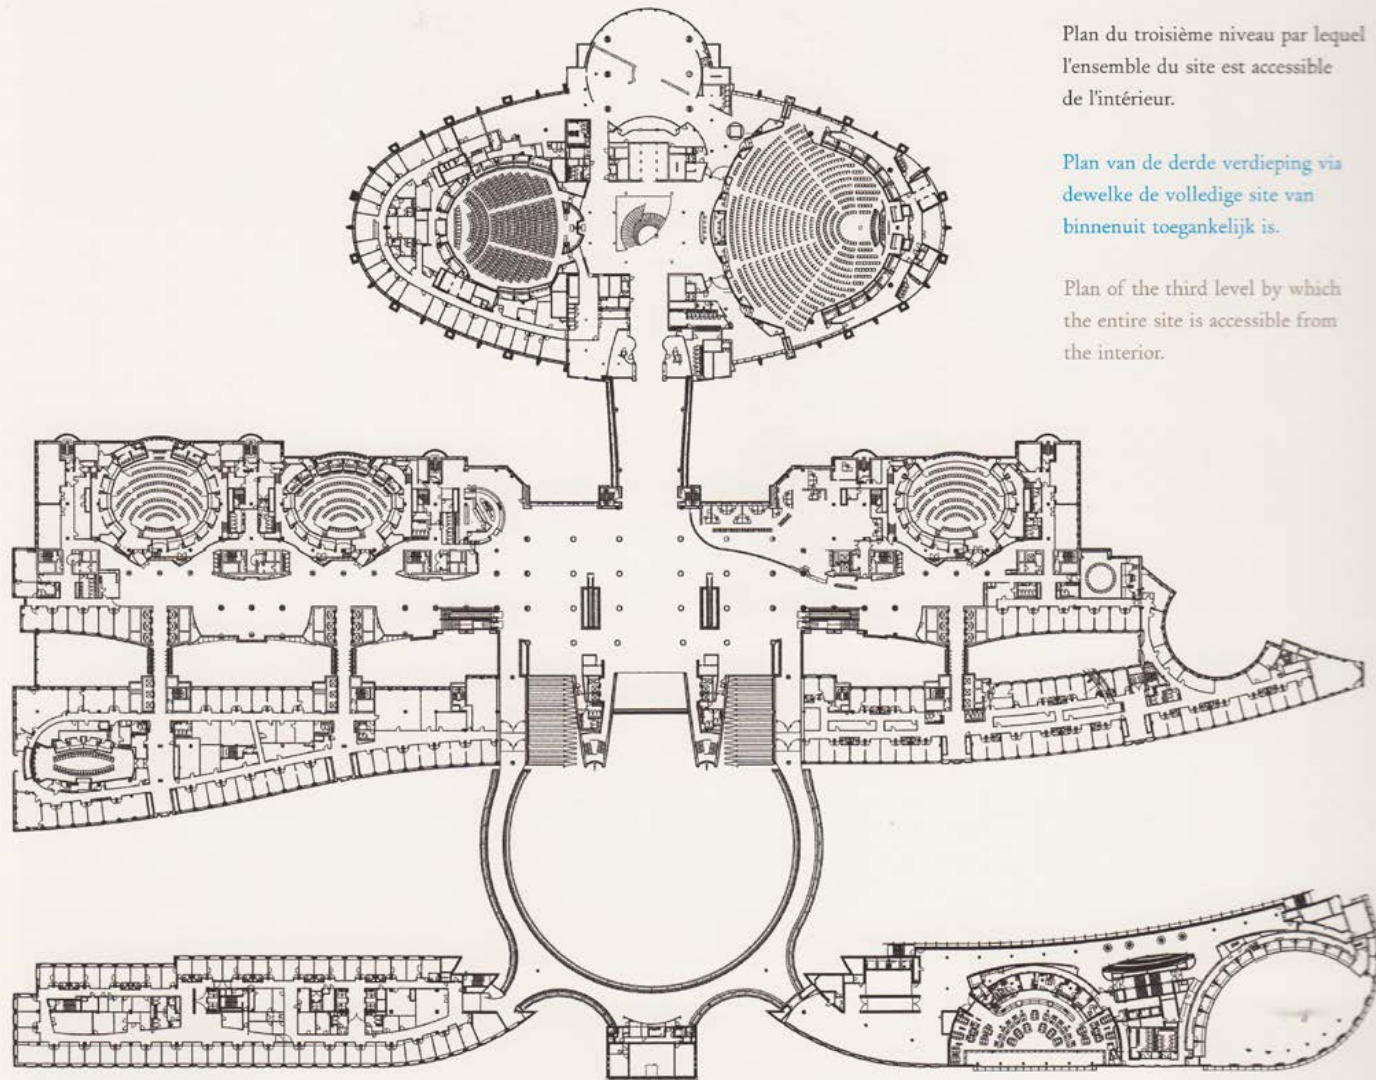 Plan du troisième niveau par lequel
l'ensemble du site est accessible
de l'intérieur.
Plan van de derde verdieping via
dewelke de volledige site van
binnenuit toegankelijk is.
Plan of the third level by which
the entire site is accessible from
the interior.